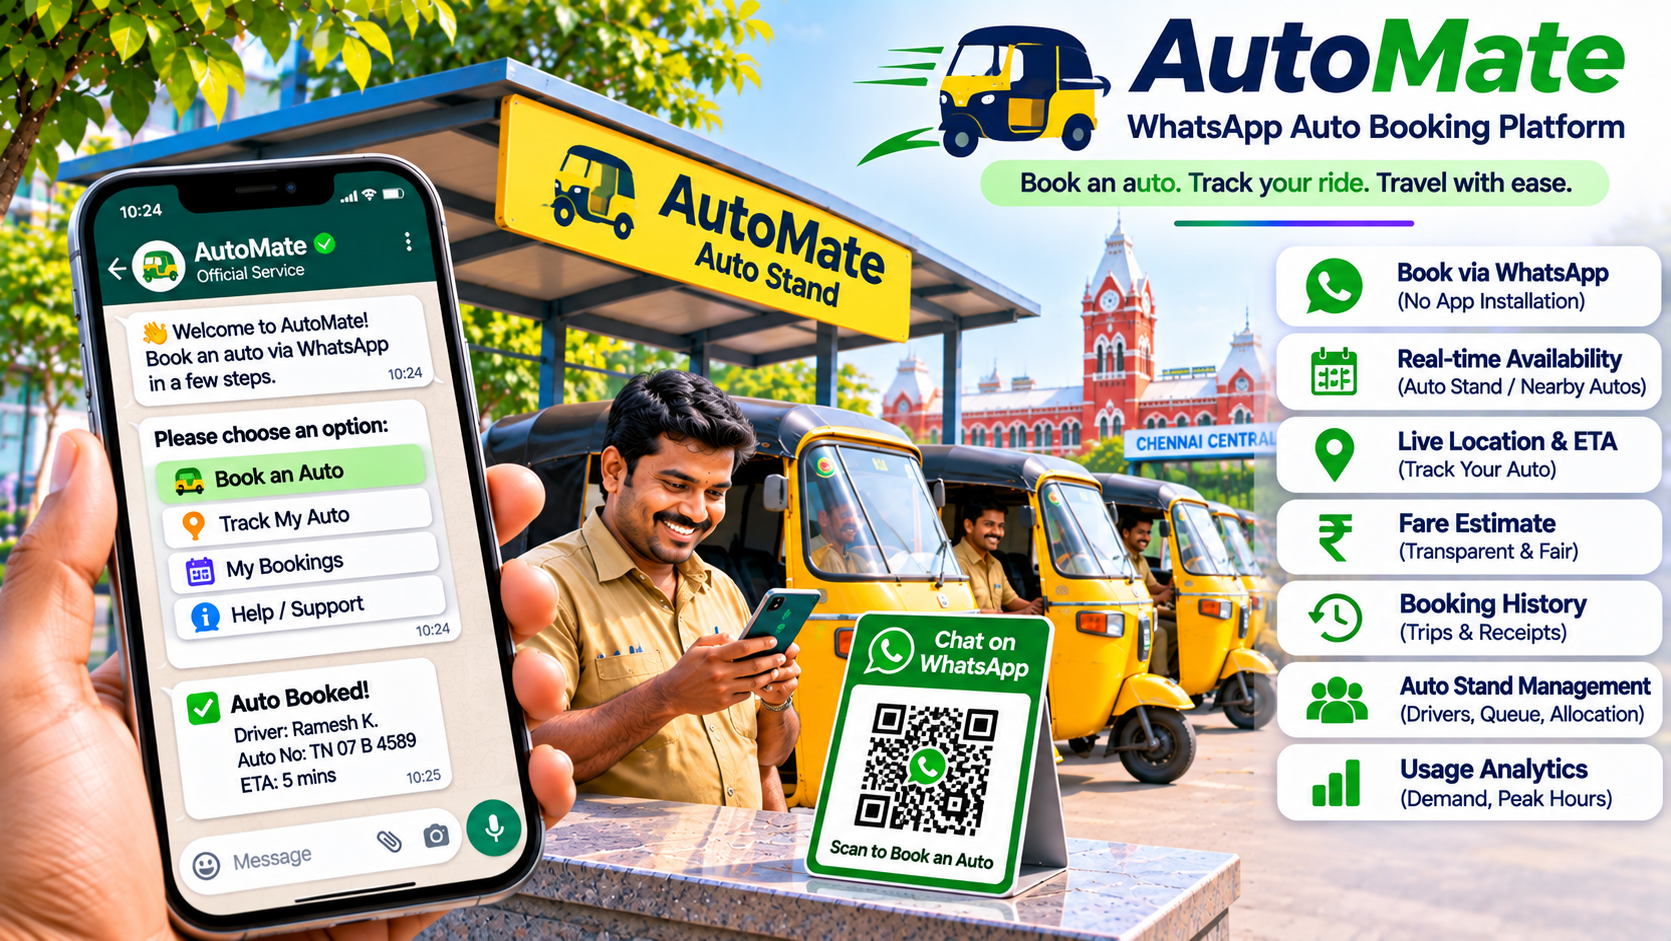 10:24
AutoMate
Official Service
👋 Welcome to AutoMate!
Book an auto via WhatsApp
in a few steps.
10:24
Please choose an option:
Book an Auto
Track My Auto
My Bookings
Help / Support
10:24
Auto Booked!
Driver: Ramesh K.
Auto No: TN 07 B 4589
ETA: 5 mins
10:25
Message
AutoMate
Auto Stand
Chat on
WhatsApp
Scan to Book an Auto
CHENNAI CENTRAL
AutoMate
WhatsApp Auto Booking Platform
Book an auto. Track your ride. Travel with ease.
Book via WhatsApp
(No App Installation)
Real-time Availability
(Auto Stand / Nearby Autos)
Live Location & ETA
(Track Your Auto)
₹
Fare Estimate
(Transparent & Fair)
Booking History
(Trips & Receipts)
Auto Stand Management
(Drivers, Queue, Allocation)
Usage Analytics
(Demand, Peak Hours)